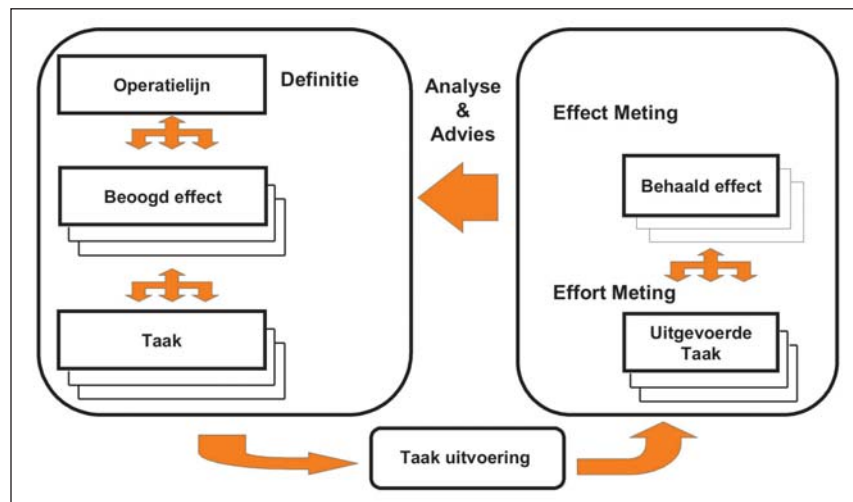 Operatielijn
Definitie
Beoogd effect
Taak
Analyse
&
Advies
Effect Meting
Behaald effect
Effort Meting
Uitgevoerde
Taak
Taak uitvoering